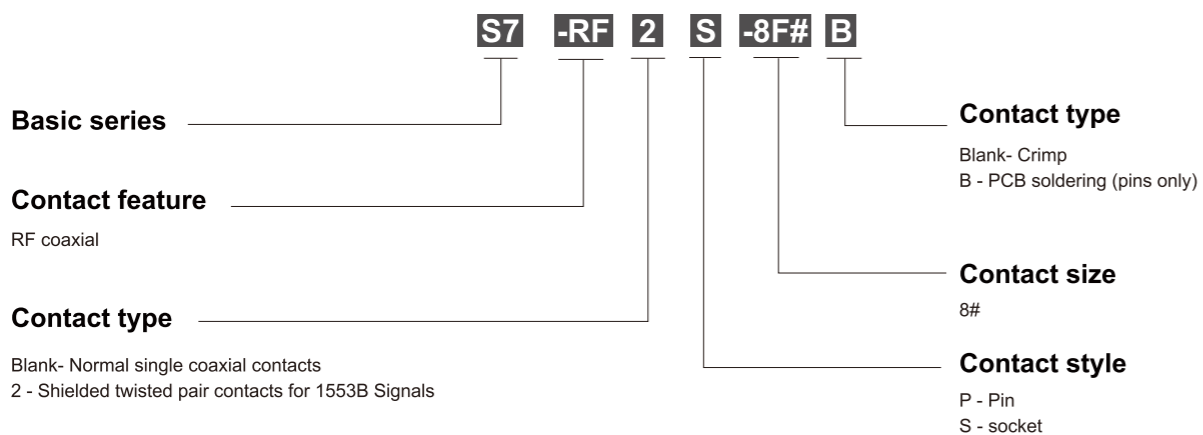 S7 -RF 2 S -8F# B
Basic series
Contact feature
RF coaxial
Contact type
Blank- Normal single coaxial contacts
2 - Shielded twisted pair contacts for 1553B Signals
Contact type
Blank- Crimp
B - PCB soldering (pins only)
Contact size
8#
Contact style
P - Pin
S - socket